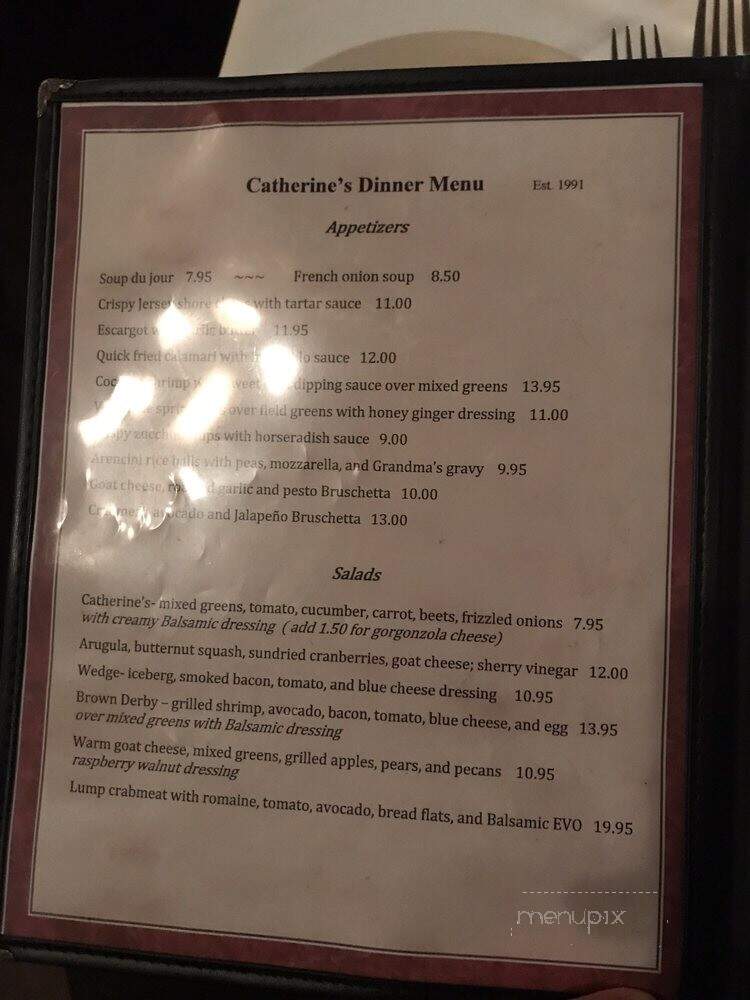 Catherine's Dinner Menu Est. 1991
Appetizers
Soup du jour 7.95 ~~~ French onion soup 8.50
Crispy Jersey shore with tartar sauce 11.00
Escargot 11.95
Quick fried calamari with sauce 12.00
dipping sauce over mixed greens 13.95
over field greens with honey ginger dressing 11.00
with horseradish sauce 9.00
Arencini rice balls with peas, mozzarella, and Grandma's gravy 9.95
Goat cheese, garlic and pesto Bruschetta 10.00
avocado and Jalapeño Bruschetta 13.00
Salads
Catherine's- mixed greens, tomato, cucumber, carrot, beets, frizzled onions 7.95
with creamy Balsamic dressing ( add 1.50 for gorgonzola cheese)
Arugula, butternut squash, sundried cranberries, goat cheese; sherry vinegar 12.00
Wedge- iceberg, smoked bacon, tomato, and blue cheese dressing 10.95
Brown Derby – grilled shrimp, avocado, bacon, tomato, blue cheese, and egg 13.95
over mixed greens with Balsamic dressing
Warm goat cheese, mixed greens, grilled apples, pears, and pecans 10.95
raspberry walnut dressing
Lump crabmeat with romaine, tomato, avocado, bread flats, and Balsamic EVO 19.95
menupix